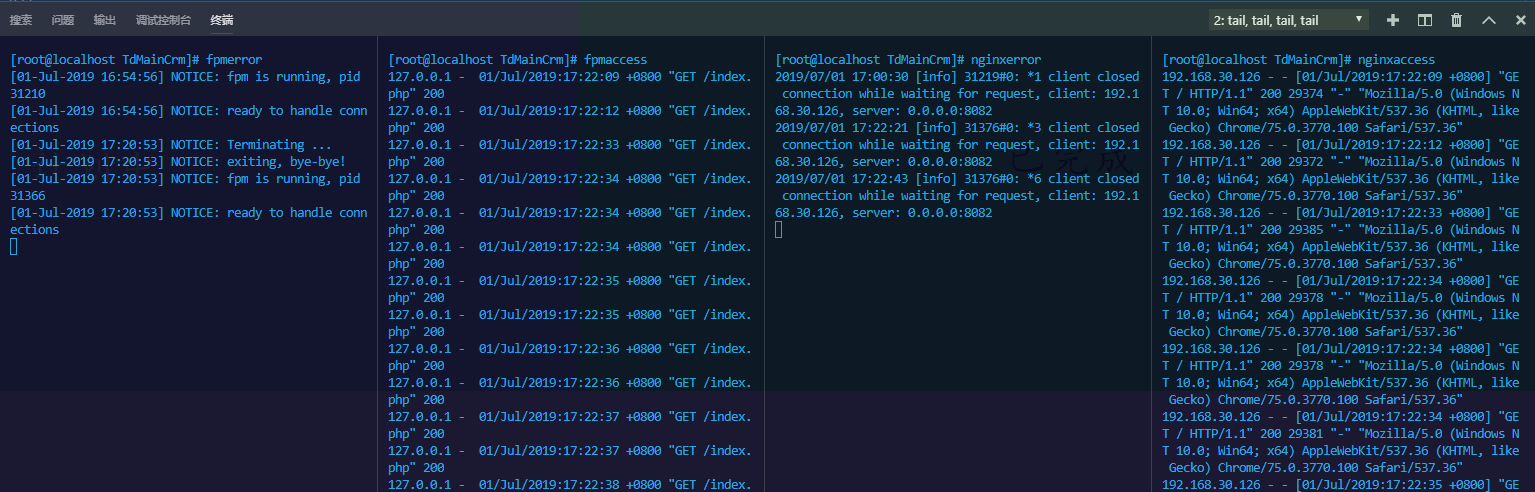 搜索 问题 输出 调试控制台 终端 2: tail, tail, tail, tail
[root@localhost TdMainCrm]# fpmerror
[01-Jul-2019 16:54:56] NOTICE: fpm is running, pid
31210
[01-Jul-2019 16:54:56] NOTICE: ready to handle conn
ections
[01-Jul-2019 17:20:53] NOTICE: Terminating ...
[01-Jul-2019 17:20:53] NOTICE: exiting, bye-bye!
[01-Jul-2019 17:20:53] NOTICE: fpm is running, pid
31366
[01-Jul-2019 17:20:53] NOTICE: ready to handle conn
ections
[root@localhost TdMainCrm]# fpmaccess
127.0.0.1 -  01/Jul/2019:17:22:09 +0800 "GET /index.
php" 200
127.0.0.1 -  01/Jul/2019:17:22:12 +0800 "GET /index.
php" 200
127.0.0.1 -  01/Jul/2019:17:22:33 +0800 "GET /index.
php" 200
127.0.0.1 -  01/Jul/2019:17:22:34 +0800 "GET /index.
php" 200
127.0.0.1 -  01/Jul/2019:17:22:34 +0800 "GET /index.
php" 200
127.0.0.1 -  01/Jul/2019:17:22:34 +0800 "GET /index.
php" 200
127.0.0.1 -  01/Jul/2019:17:22:35 +0800 "GET /index.
php" 200
127.0.0.1 -  01/Jul/2019:17:22:35 +0800 "GET /index.
php" 200
127.0.0.1 -  01/Jul/2019:17:22:36 +0800 "GET /index.
php" 200
127.0.0.1 -  01/Jul/2019:17:22:36 +0800 "GET /index.
php" 200
127.0.0.1 -  01/Jul/2019:17:22:37 +0800 "GET /index.
php" 200
127.0.0.1 -  01/Jul/2019:17:22:37 +0800 "GET /index.
php" 200
127.0.0.1 -  01/Jul/2019:17:22:38 +0800 "GET /index.
[root@localhost TdMainCrm]# nginxerror
2019/07/01 17:00:30 [info] 31219#0: *1 client closed
connection while waiting for request, client: 192.1
68.30.126, server: 0.0.0.0:8082
2019/07/01 17:22:21 [info] 31376#0: *3 client closed
connection while waiting for request, client: 192.1
68.30.126, server: 0.0.0.0:8082
2019/07/01 17:22:43 [info] 31376#0: *6 client closed
connection while waiting for request, client: 192.1
68.30.126, server: 0.0.0.0:8082
已完成
[root@localhost TdMainCrm]# nginxaccess
192.168.30.126 - - [01/Jul/2019:17:22:09 +0800] "GE
T / HTTP/1.1" 200 29374 "-" "Mozilla/5.0 (Windows N
T 10.0; Win64; x64) AppleWebKit/537.36 (KHTML, like
Gecko) Chrome/75.0.3770.100 Safari/537.36"
192.168.30.126 - - [01/Jul/2019:17:22:12 +0800] "GE
T / HTTP/1.1" 200 29372 "-" "Mozilla/5.0 (Windows N
T 10.0; Win64; x64) AppleWebKit/537.36 (KHTML, like
Gecko) Chrome/75.0.3770.100 Safari/537.36"
192.168.30.126 - - [01/Jul/2019:17:22:33 +0800] "GE
T / HTTP/1.1" 200 29385 "-" "Mozilla/5.0 (Windows N
T 10.0; Win64; x64) AppleWebKit/537.36 (KHTML, like
Gecko) Chrome/75.0.3770.100 Safari/537.36"
192.168.30.126 - - [01/Jul/2019:17:22:34 +0800] "GE
T / HTTP/1.1" 200 29378 "-" "Mozilla/5.0 (Windows N
T 10.0; Win64; x64) AppleWebKit/537.36 (KHTML, like
Gecko) Chrome/75.0.3770.100 Safari/537.36"
192.168.30.126 - - [01/Jul/2019:17:22:34 +0800] "GE
T / HTTP/1.1" 200 29378 "-" "Mozilla/5.0 (Windows N
T 10.0; Win64; x64) AppleWebKit/537.36 (KHTML, like
Gecko) Chrome/75.0.3770.100 Safari/537.36"
192.168.30.126 - - [01/Jul/2019:17:22:34 +0800] "GE
T / HTTP/1.1" 200 29381 "-" "Mozilla/5.0 (Windows N
T 10.0; Win64; x64) AppleWebKit/537.36 (KHTML, like
Gecko) Chrome/75.0.3770.100 Safari/537.36"
192.168.30.126 - - [01/Jul/2019:17:22:35 +0800] "GE